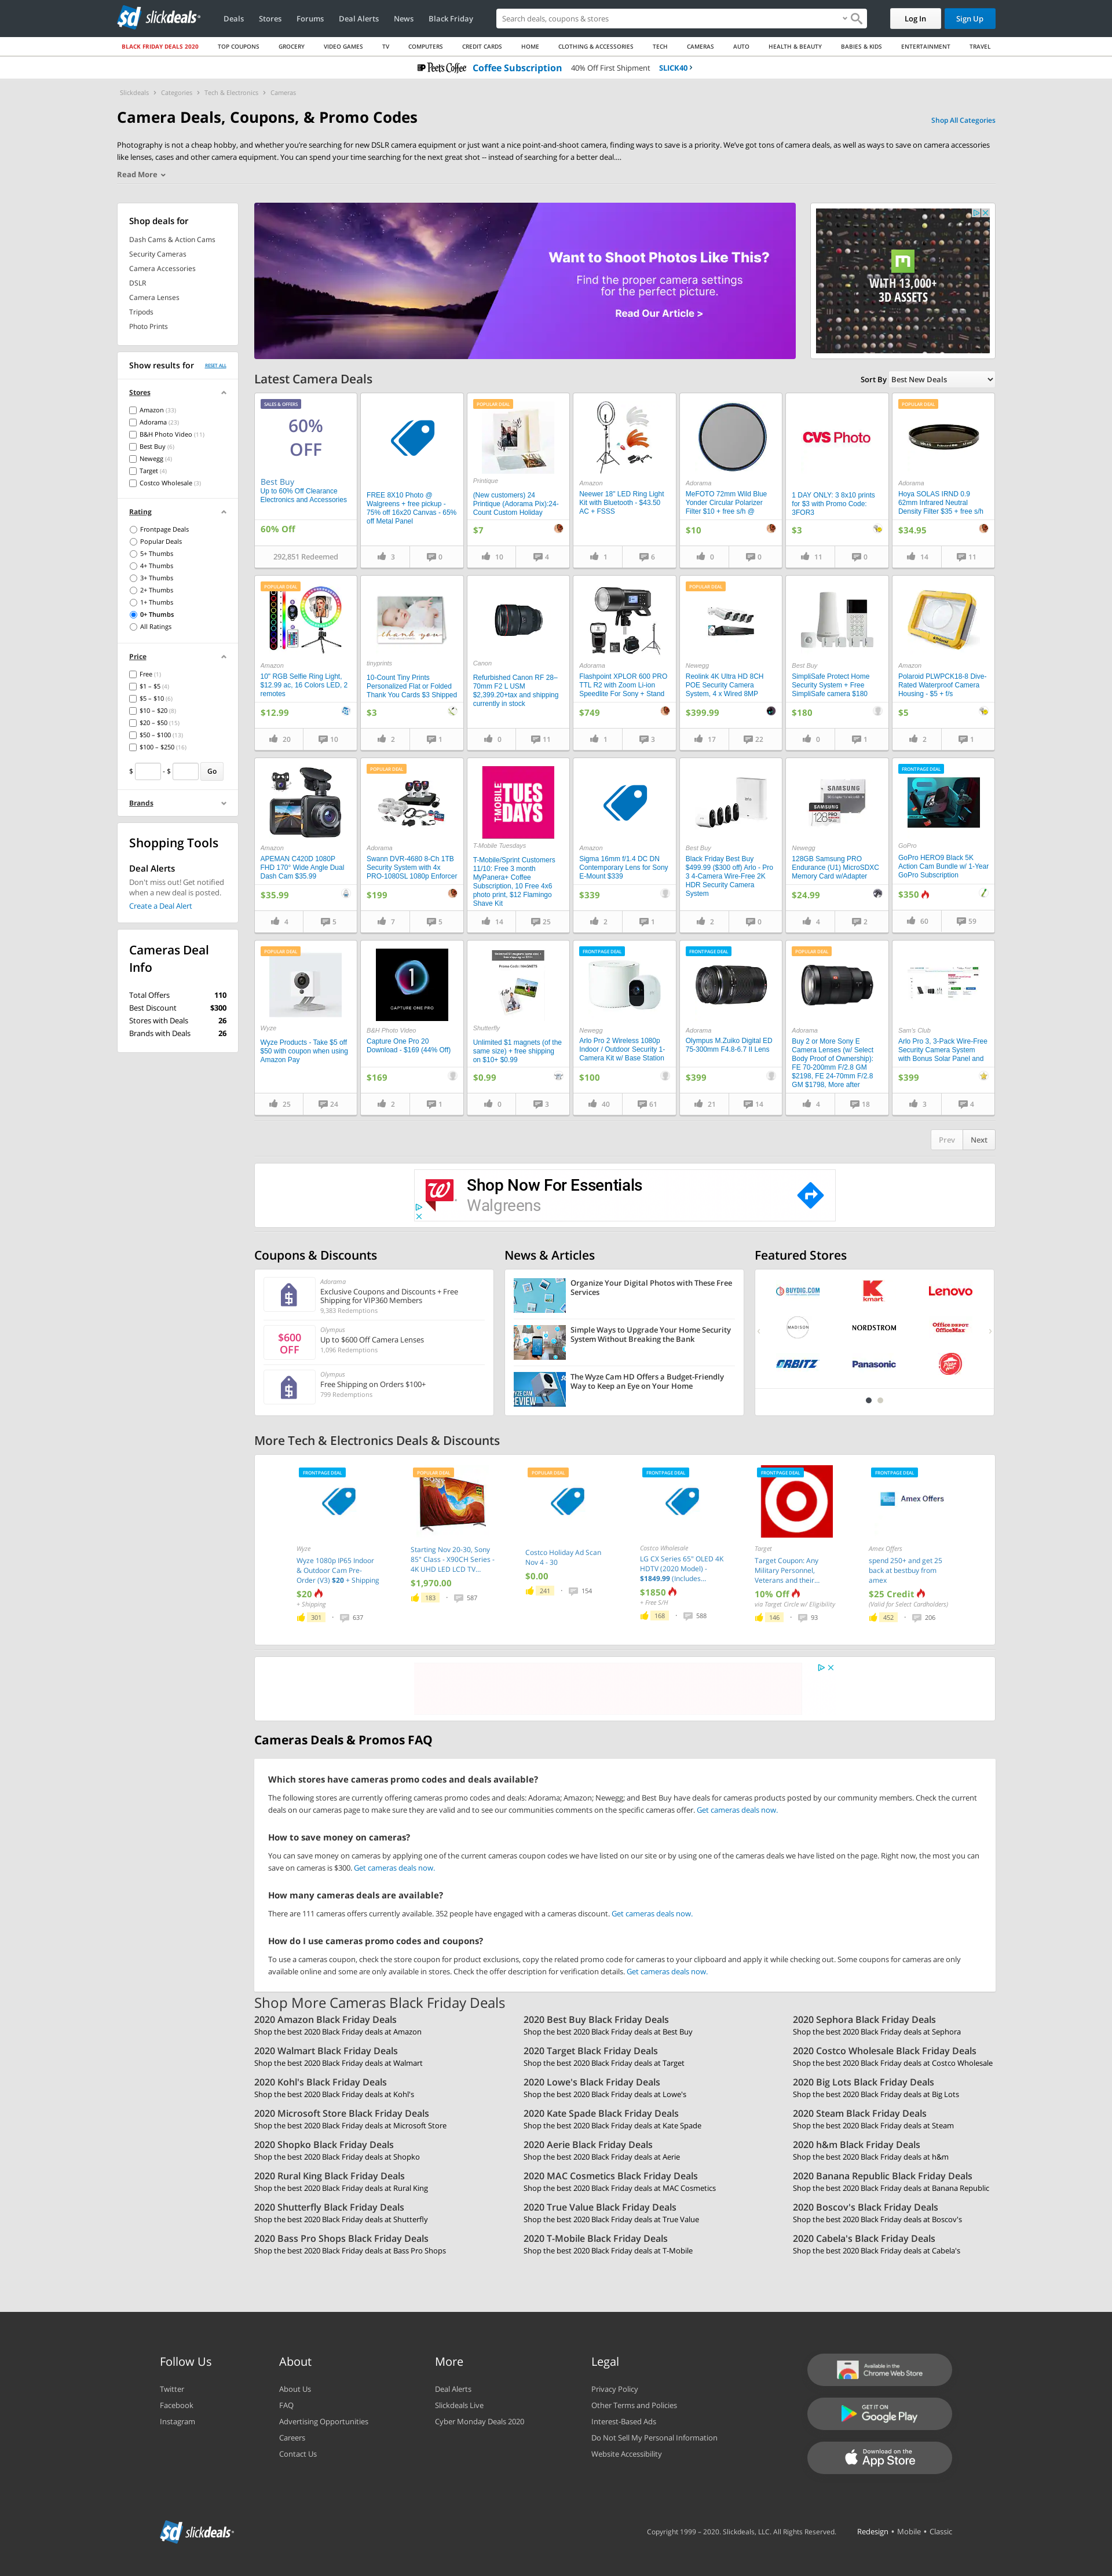 slickdeals
Deals
Stores
Forums
Deal Alerts
News
Black Friday
Search deals, coupons & stores
Log In
Sign Up
BLACK FRIDAY DEALS 2020
TOP COUPONS
GROCERY
VIDEO GAMES
TV
COMPUTERS
CREDIT CARDS
HOME
CLOTHING & ACCESSORIES
TECH
CAMERAS
AUTO
HEALTH & BEAUTY
BABIES & KIDS
ENTERTAINMENT
TRAVEL
Peet's Coffee
Coffee Subscription
40% Off First Shipment
SLICK40
Slickdeals
Categories
Tech & Electronics
Cameras
Camera Deals, Coupons, & Promo Codes
Shop All Categories
Photography is not a cheap hobby, and whether you're searching for new DSLR camera equipment or just want a nice point-and-shoot camera, finding ways to save is a priority. We've got tons of camera deals, as well as ways to save on camera accessories
like lenses, cases and other camera equipment. You can spend your time searching for the next great shot -- instead of searching for a better deal....
Read More
Shop deals for
Dash Cams & Action Cams
Security Cameras
Camera Accessories
DSLR
Camera Lenses
Tripods
Photo Prints
Want to Shoot Photos Like This?
Find the proper camera settings
for the perfect picture.
Read Our Article >
WITH 13,000+
3D ASSETS
Show results for
RESET ALL
Stores
Amazon (33)
Adorama (23)
B&H Photo Video (11)
Best Buy (6)
Newegg (4)
Target (4)
Costco Wholesale (3)
Rating
Frontpage Deals
Popular Deals
5+ Thumbs
4+ Thumbs
3+ Thumbs
2+ Thumbs
1+ Thumbs
0+ Thumbs
All Ratings
Price
Free (1)
$1 – $5 (4)
$5 – $10 (6)
$10 – $20 (8)
$20 – $50 (15)
$50 – $100 (13)
$100 – $250 (16)
$ - $ Go
Brands
Shopping Tools
Deal Alerts
Don't miss out! Get notified
when a new deal is posted.
Create a Deal Alert
Cameras Deal
Info
Total Offers 110
Best Discount $300
Stores with Deals 26
Brands with Deals 26
Latest Camera Deals
Sort By Best New Deals
SALES & OFFERS
60%
OFF
Best Buy
Up to 60% Off Clearance
Electronics and Accessories
60% Off
292,851 Redeemed
FREE 8X10 Photo @
Walgreens + free pickup -
75% off 16x20 Canvas - 65%
off Metal Panel
3 0
POPULAR DEAL
Printique
(New customers) 24
Printique (Adorama Pix):24-
Count Custom Holiday
$7
10 4
Amazon
Neewer 18" LED Ring Light
Kit with Bluetooth - $43.50
AC + FSSS
1 6
Adorama
MeFOTO 72mm Wild Blue
Yonder Circular Polarizer
Filter $10 + free s/h @
$10
0 0
CVS Photo
1 DAY ONLY: 3 8x10 prints
for $3 with Promo Code:
3FOR3
$3
11 0
POPULAR DEAL
Adorama
Hoya SOLAS IRND 0.9
62mm Infrared Neutral
Density Filter $35 + free s/h
$34.95
14 11
POPULAR DEAL
Amazon
10" RGB Selfie Ring Light,
$12.99 ac, 16 Colors LED, 2
remotes
$12.99
20 10
thank you
tinyprints
10-Count Tiny Prints
Personalized Flat or Folded
Thank You Cards $3 Shipped
$3
2 1
Canon
Refurbished Canon RF 28–
70mm F2 L USM
$2,399.20+tax and shipping
currently in stock
0 11
Adorama
Flashpoint XPLOR 600 PRO
TTL R2 with Zoom Li-ion
Speedlite For Sony + Stand
$749
1 3
POPULAR DEAL
Newegg
Reolink 4K Ultra HD 8CH
POE Security Camera
System, 4 x Wired 8MP
$399.99
17 22
Best Buy
SimpliSafe Protect Home
Security System + Free
SimpliSafe camera $180
$180
0 1
Amazon
Polaroid PLWPCK18-8 Dive-
Rated Waterproof Camera
Housing - $5 + f/s
$5
2 1
Amazon
APEMAN C420D 1080P
FHD 170° Wide Angle Dual
Dash Cam $35.99
$35.99
4 5
POPULAR DEAL
Adorama
Swann DVR-4680 8-Ch 1TB
Security System with 4x
PRO-1080SL 1080p Enforcer
$199
7 5
T·MOBILE
TUES
DAYS
T-Mobile Tuesdays
T-Mobile/Sprint Customers
11/10: Free 3 month
MyPanera+ Coffee
Subscription, 10 Free 4x6
photo print, $12 Flamingo
Shave Kit
14 25
Amazon
Sigma 16mm f/1.4 DC DN
Contemporary Lens for Sony
E-Mount $339
$339
2 1
Best Buy
Black Friday Best Buy
$499.99 ($300 off) Arlo - Pro
3 4-Camera Wire-Free 2K
HDR Security Camera
System
2 0
SAMSUNG
SAMSUNG
128
Newegg
128GB Samsung PRO
Endurance (U1) MicroSDXC
Memory Card w/Adapter
$24.99
4 2
FRONTPAGE DEAL
GoPro
GoPro HERO9 Black 5K
Action Cam Bundle w/ 1-Year
GoPro Subscription
$350
60 59
POPULAR DEAL
Wyze
Wyze Products - Take $5 off
$50 with coupon when using
Amazon Pay
25 24
1
CAPTURE ONE PRO
B&H Photo Video
Capture One Pro 20
Download - $169 (44% Off)
$169
2 1
Shutterfly
Unlimited $1 magnets (of the
same size) + free shipping
on $10+ $0.99
$0.99
0 3
FRONTPAGE DEAL
Newegg
Arlo Pro 2 Wireless 1080p
Indoor / Outdoor Security 1-
Camera Kit w/ Base Station
$100
40 61
FRONTPAGE DEAL
Adorama
Olympus M.Zuiko Digital ED
75-300mm F4.8-6.7 II Lens
$399
21 14
POPULAR DEAL
Adorama
Buy 2 or More Sony E
Camera Lenses (w/ Select
Body Proof of Ownership):
FE 70-200mm F/2.8 GM
$2198, FE 24-70mm F/2.8
GM $1798, More after
4 18
Sam's Club
Arlo Pro 3, 3-Pack Wire-Free
Security Camera System
with Bonus Solar Panel and
$399
3 4
Prev
Next
Shop Now For Essentials
Walgreens
Coupons & Discounts
Adorama
Exclusive Coupons and Discounts + Free
Shipping for VIP360 Members
9,383 Redemptions
$600
OFF
Olympus
Up to $600 Off Camera Lenses
1,096 Redemptions
Olympus
Free Shipping on Orders $100+
799 Redemptions
News & Articles
Organize Your Digital Photos with These Free
Services
Simple Ways to Upgrade Your Home Security
System Without Breaking the Bank
The Wyze Cam HD Offers a Budget-Friendly
Way to Keep an Eye on Your Home
Featured Stores
BUYDIG.COM
kmart
Lenovo
MADISON
NORDSTROM
Office DEPOT
OfficeMax
ORBITZ
Panasonic
Pizza Hut
More Tech & Electronics Deals & Discounts
FRONTPAGE DEAL
Wyze
Wyze 1080p IP65 Indoor
& Outdoor Cam Pre-
Order (V3) $20 + Shipping
$20
+ Shipping
301 637
POPULAR DEAL
Starting Nov 20-30, Sony
85" Class - X90CH Series -
4K UHD LED LCD TV...
$1,970.00
183 587
POPULAR DEAL
Costco Holiday Ad Scan
Nov 4 - 30
$0.00
241 154
FRONTPAGE DEAL
Costco Wholesale
LG CX Series 65" OLED 4K
HDTV (2020 Model) -
$1849.99 (Includes...
$1850
+ Free S/H
168 588
FRONTPAGE DEAL
Target
Target Coupon: Any
Military Personnel,
Veterans and their...
10% Off
via Target Circle w/ Eligibility
146 93
FRONTPAGE DEAL
Amex Offers
Amex Offers
spend 250+ and get 25
back at bestbuy from
amex
$25 Credit
(Valid for Select Cardholders)
452 206
Cameras Deals & Promos FAQ
Which stores have cameras promo codes and deals available?
The following stores are currently offering cameras promo codes and deals: Adorama; Amazon; Newegg; and Best Buy have deals for cameras products posted by our community members. Check the current
deals on our cameras page to make sure they are valid and to see our communities comments on the specific cameras offer. Get cameras deals now.
How to save money on cameras?
You can save money on cameras by applying one of the current cameras coupon codes we have listed on our site or by using one of the cameras deals we have listed on the page. Right now, the most you can
save on cameras is $300. Get cameras deals now.
How many cameras deals are available?
There are 111 cameras offers currently available. 352 people have engaged with a cameras discount. Get cameras deals now.
How do I use cameras promo codes and coupons?
To use a cameras coupon, check the store coupon for product exclusions, copy the related promo code for cameras to your clipboard and apply it while checking out. Some coupons for cameras are only
available online and some are only available in stores. Check the offer description for verification details. Get cameras deals now.
Shop More Cameras Black Friday Deals
2020 Amazon Black Friday Deals
Shop the best 2020 Black Friday deals at Amazon
2020 Best Buy Black Friday Deals
Shop the best 2020 Black Friday deals at Best Buy
2020 Sephora Black Friday Deals
Shop the best 2020 Black Friday deals at Sephora
2020 Walmart Black Friday Deals
Shop the best 2020 Black Friday deals at Walmart
2020 Target Black Friday Deals
Shop the best 2020 Black Friday deals at Target
2020 Costco Wholesale Black Friday Deals
Shop the best 2020 Black Friday deals at Costco Wholesale
2020 Kohl's Black Friday Deals
Shop the best 2020 Black Friday deals at Kohl's
2020 Lowe's Black Friday Deals
Shop the best 2020 Black Friday deals at Lowe's
2020 Big Lots Black Friday Deals
Shop the best 2020 Black Friday deals at Big Lots
2020 Microsoft Store Black Friday Deals
Shop the best 2020 Black Friday deals at Microsoft Store
2020 Kate Spade Black Friday Deals
Shop the best 2020 Black Friday deals at Kate Spade
2020 Steam Black Friday Deals
Shop the best 2020 Black Friday deals at Steam
2020 Shopko Black Friday Deals
Shop the best 2020 Black Friday deals at Shopko
2020 Aerie Black Friday Deals
Shop the best 2020 Black Friday deals at Aerie
2020 h&m Black Friday Deals
Shop the best 2020 Black Friday deals at h&m
2020 Rural King Black Friday Deals
Shop the best 2020 Black Friday deals at Rural King
2020 MAC Cosmetics Black Friday Deals
Shop the best 2020 Black Friday deals at MAC Cosmetics
2020 Banana Republic Black Friday Deals
Shop the best 2020 Black Friday deals at Banana Republic
2020 Shutterfly Black Friday Deals
Shop the best 2020 Black Friday deals at Shutterfly
2020 True Value Black Friday Deals
Shop the best 2020 Black Friday deals at True Value
2020 Boscov's Black Friday Deals
Shop the best 2020 Black Friday deals at Boscov's
2020 Bass Pro Shops Black Friday Deals
Shop the best 2020 Black Friday deals at Bass Pro Shops
2020 T-Mobile Black Friday Deals
Shop the best 2020 Black Friday deals at T-Mobile
2020 Cabela's Black Friday Deals
Shop the best 2020 Black Friday deals at Cabela's
Follow Us
Twitter
Facebook
Instagram
About
About Us
FAQ
Advertising Opportunities
Careers
Contact Us
More
Deal Alerts
Slickdeals Live
Cyber Monday Deals 2020
Legal
Privacy Policy
Other Terms and Policies
Interest-Based Ads
Do Not Sell My Personal Information
Website Accessibility
Available in the
Chrome Web Store
GET IT ON
Google Play
Download on the
App Store
slickdeals
Copyright 1999 – 2020. Slickdeals, LLC. All Rights Reserved.
Redesign • Mobile • Classic